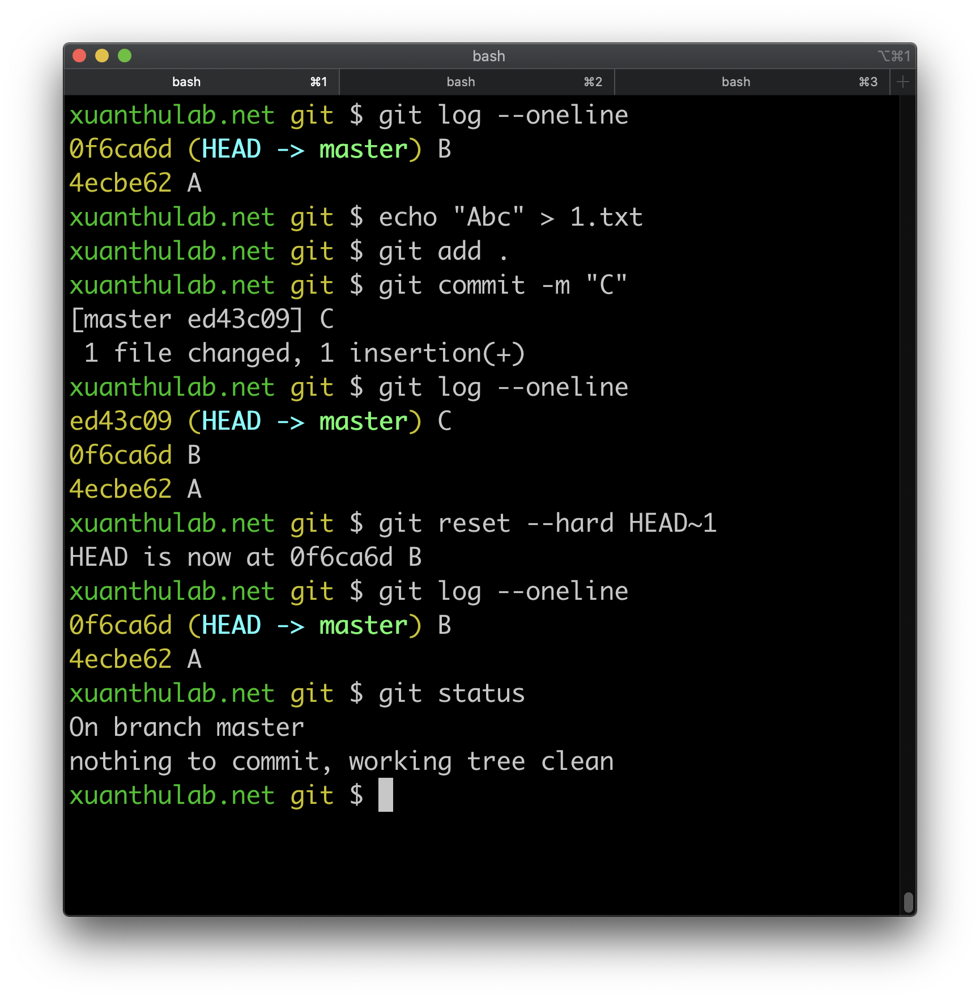 bash ⌥⌘1
bash ⌘1 bash ⌘2 bash ⌘3 +
xuanthulab.net git $ git log --oneline
0f6ca6d (HEAD -> master) B
4ecbe62 A
xuanthulab.net git $ echo "Abc" > 1.txt
xuanthulab.net git $ git add .
xuanthulab.net git $ git commit -m "C"
[master ed43c09] C
 1 file changed, 1 insertion(+)
xuanthulab.net git $ git log --oneline
ed43c09 (HEAD -> master) C
0f6ca6d B
4ecbe62 A
xuanthulab.net git $ git reset --hard HEAD~1
HEAD is now at 0f6ca6d B
xuanthulab.net git $ git log --oneline
0f6ca6d (HEAD -> master) B
4ecbe62 A
xuanthulab.net git $ git status
On branch master
nothing to commit, working tree clean
xuanthulab.net git $